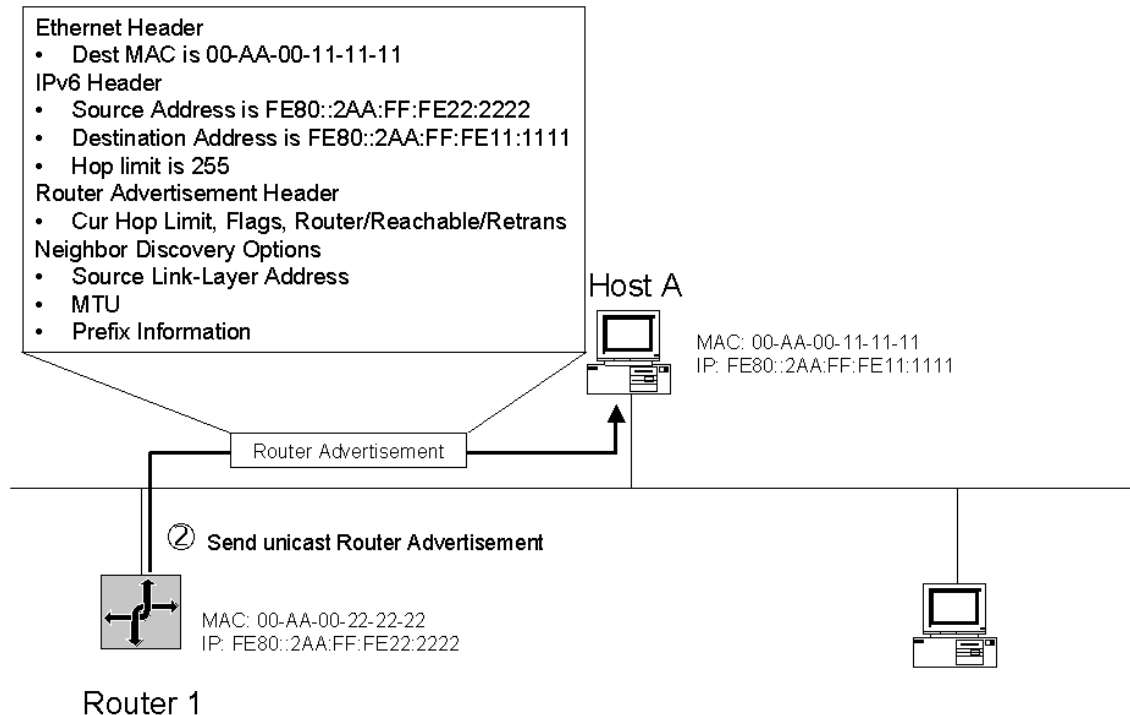 Ethernet Header
• Dest MAC is 00-AA-00-11-11-11
IPv6 Header
• Source Address is FE80::2AA:FF:FE22:2222
• Destination Address is FE80::2AA:FF:FE11:1111
• Hop limit is 255
Router Advertisement Header
• Cur Hop Limit, Flags, Router/Reachable/Retrans
Neighbor Discovery Options
• Source Link-Layer Address
• MTU
• Prefix Information
Host A
MAC: 00-AA-00-11-11-11
IP: FE80::2AA:FF:FE11:1111
Router Advertisement
② Send unicast Router Advertisement
MAC: 00-AA-00-22-22-22
IP: FE80::2AA:FF:FE22:2222
Router 1